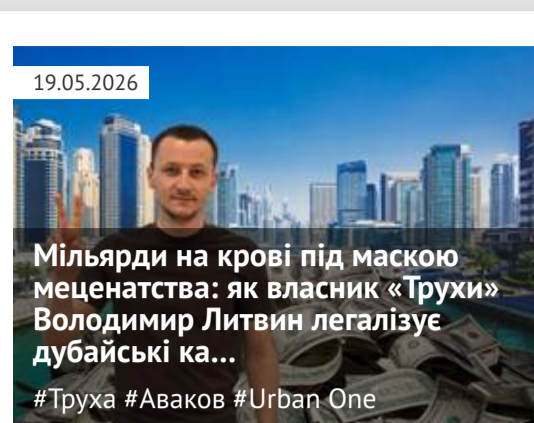 19.05.2026
Мільярди на крові під маскою
меценатства: як власник «Трухи»
Володимир Литвин легалізує
дубайські ка...
#Труха #Аваков #Urban One